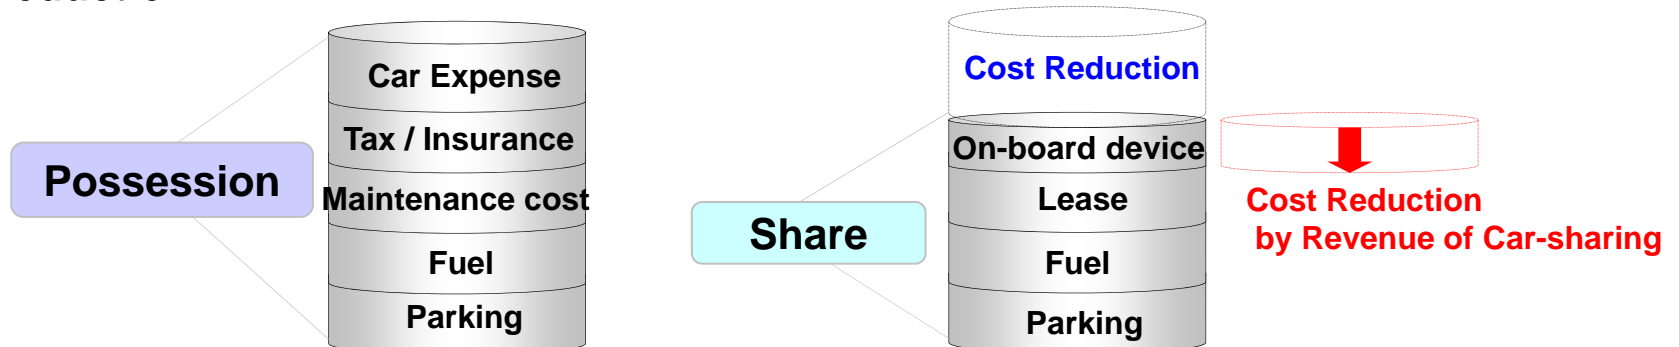 Possession
Car Expense
Tax / Insurance
Maintenance cost
Fuel
Parking
Share
Cost Reduction
On-board device
Lease
Fuel
Parking
Cost Reduction
by Revenue of Car-sharing